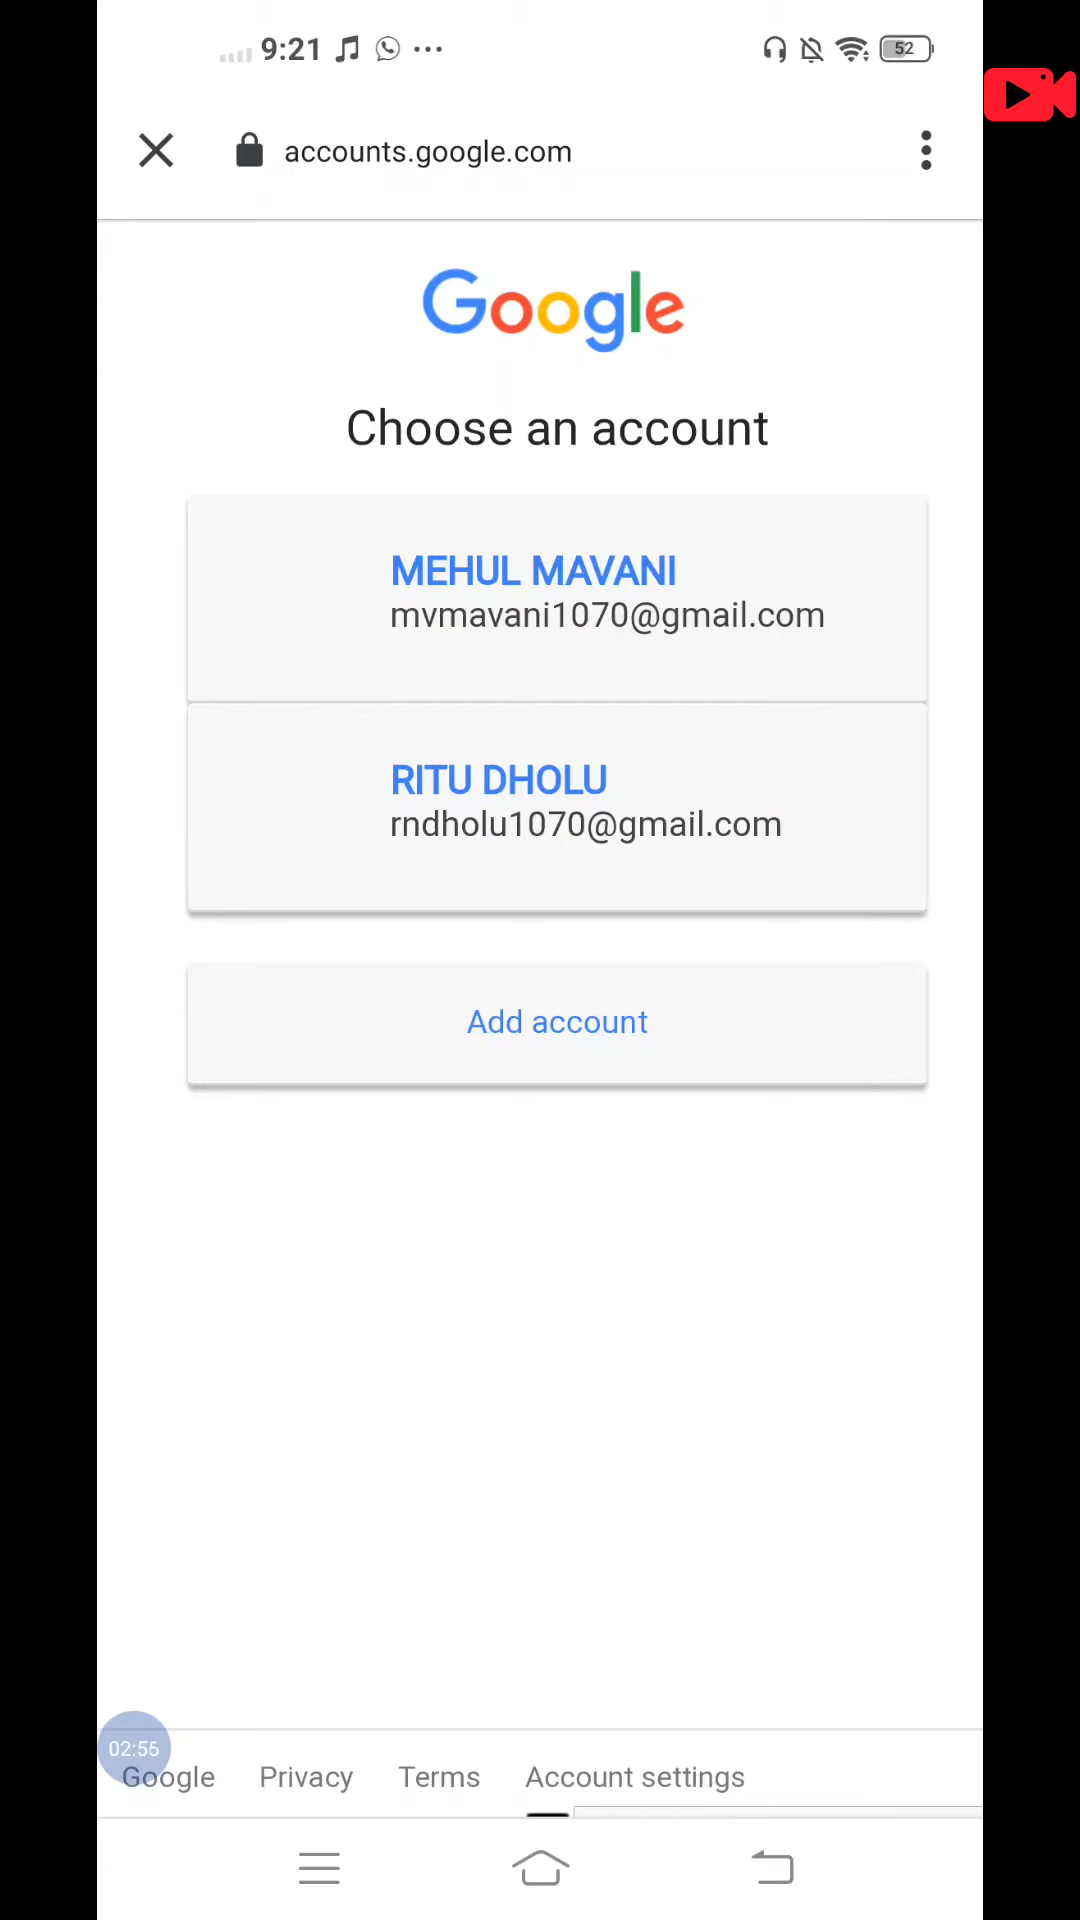 9:21
52
accounts.google.com
Google
Choose an account
MEHUL MAVANI
mvmavani1070@gmail.com
RITU DHOLU
rndholu1070@gmail.com
Add account
02:56
Google Privacy Terms Account settings